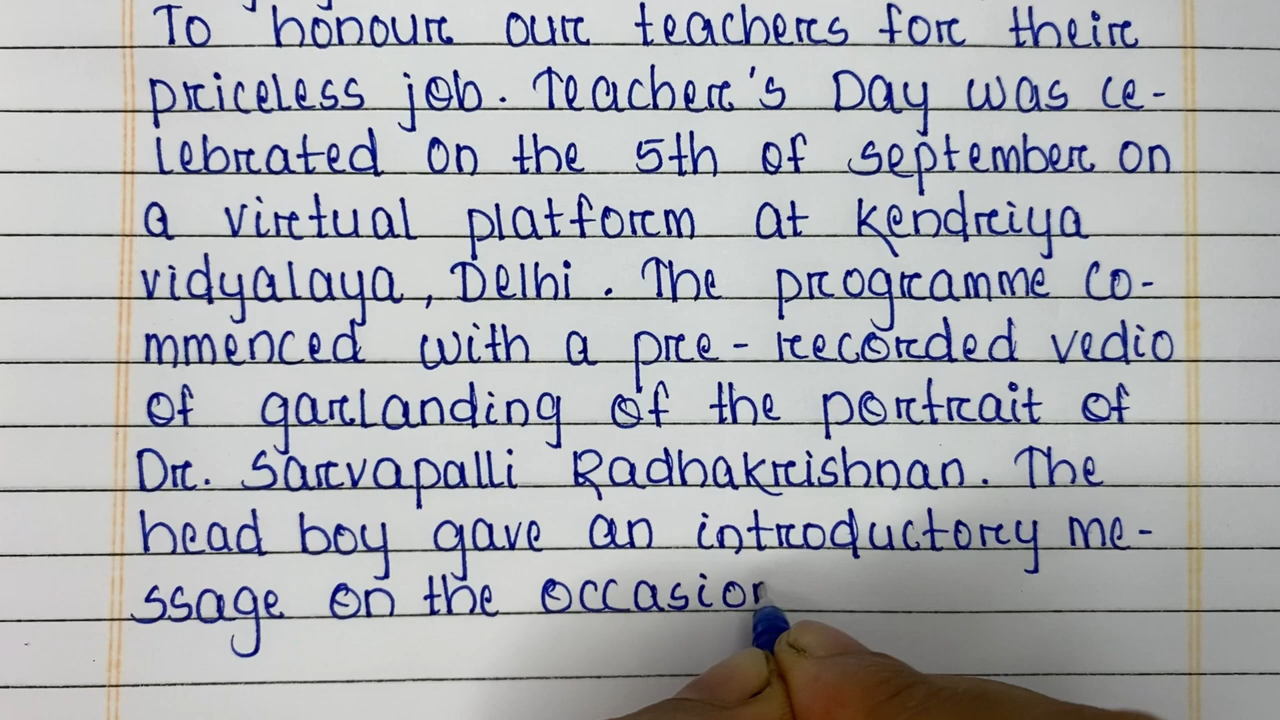 To honour our teachers for their
priceless job. Teacher's Day was ce-
lebrated on the 5th of september on
a virtual platform at Kendriya
vidyalaya, Delhi. The programme co-
mmenced with a pre-recorded vedio
of garlanding of the portrait of
Dr. Sarvapalli Radhakrishnan. The
head boy gave an introductory me-
ssage on the occasion